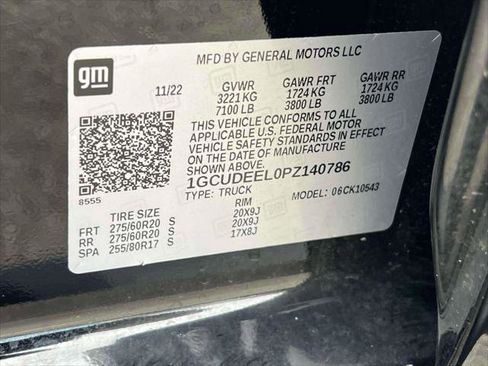 gm
MFD BY GENERAL MOTORS LLC
11/22 GVWR GAWR FRT GAWR RR
3221 KG 1724 KG 1724 KG
7100 LB 3800 LB 3800 LB
THIS VEHICLE CONFORMS TO ALL
APPLICABLE U.S. FEDERAL MOTOR
VEHICLE SAFETY STANDARDS IN EFFECT
ON THE DATE OF MANUFACTURE SHOWN ABOVE.
1GCUDEEL0PZ140786
8555 TYPE: TRUCK MODEL: 06CK10543
TIRE SIZE RIM
FRT 275/60R20 S 20X9J
RR 275/60R20 S 20X9J
SPA 255/80R17 S 17X8J